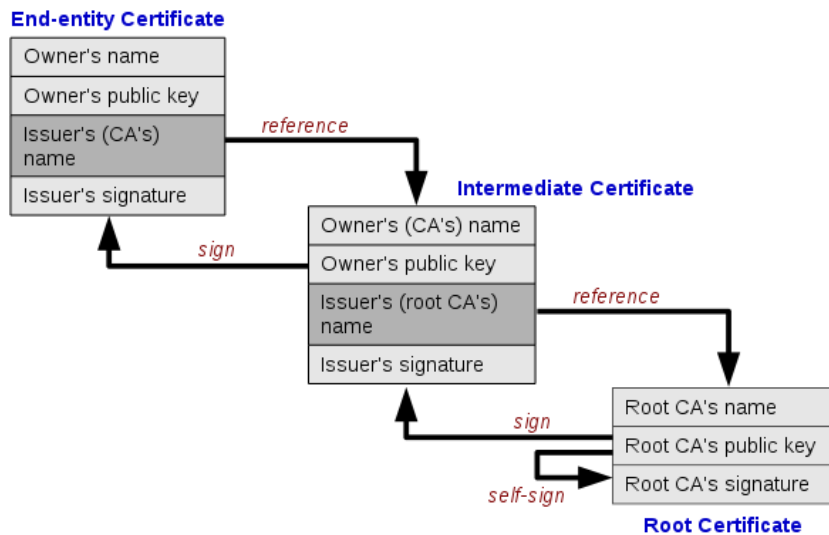 End-entity Certificate
Owner's name
Owner's public key
Issuer's (CA's)
name
Issuer's signature
reference
sign
Intermediate Certificate
Owner's (CA's) name
Owner's public key
Issuer's (root CA's)
name
Issuer's signature
reference
sign
self-sign
Root CA's name
Root CA's public key
Root CA's signature
Root Certificate